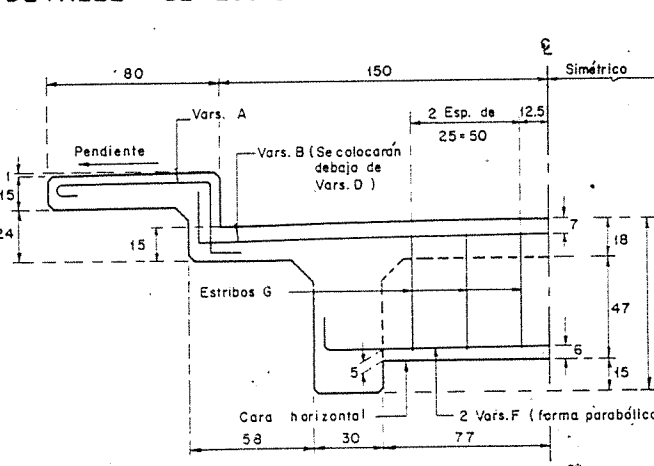 80
150
℄
Simétrico
2 Esp. de
25=50
12.5
Vars. A
Pendiente
Vars. B (Se colocarán
debajo de
Vars. D)
1
15
24
15
7
18
Estribos G
47
6
5
15
Cara horizontal
2 Vars. F (forma parabólica
58
30
77